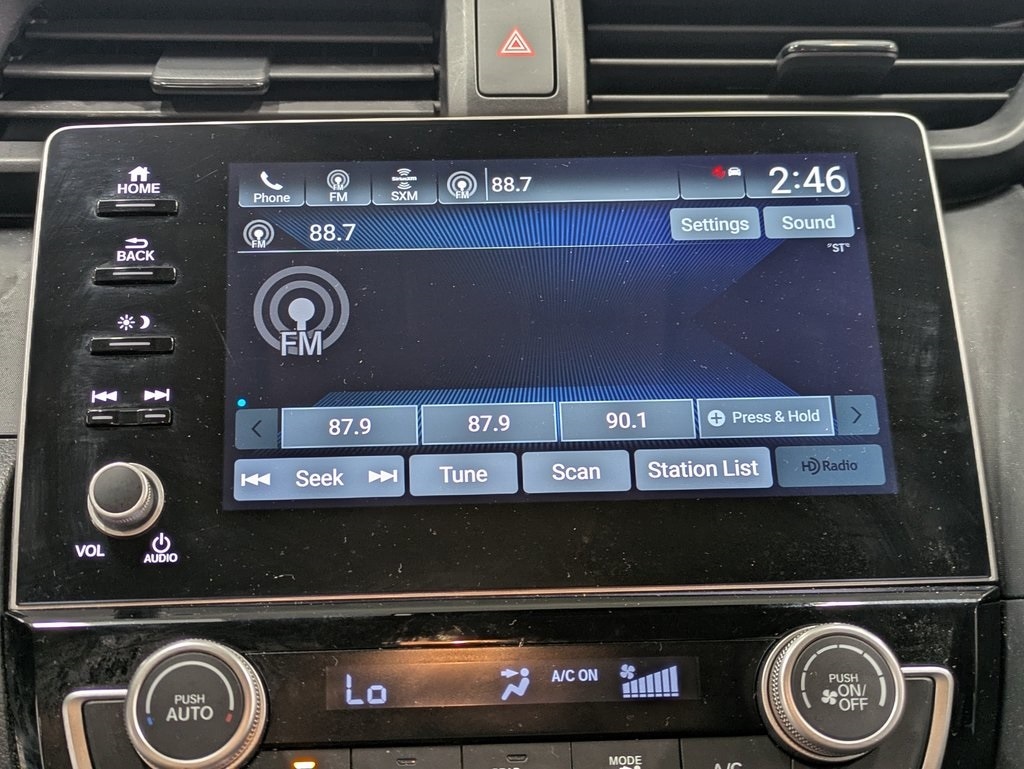 HOME
BACK
VOL
AUDIO
Phone
FM
SXM
FM
88.7
2:46
FM
88.7
Settings
Sound
"ST"
FM
87.9
87.9
90.1
Press & Hold
Seek
Tune
Scan
Station List
HD Radio
PUSH
AUTO
Lo
A/C ON
PUSH
ON/
OFF
MODE
A/C